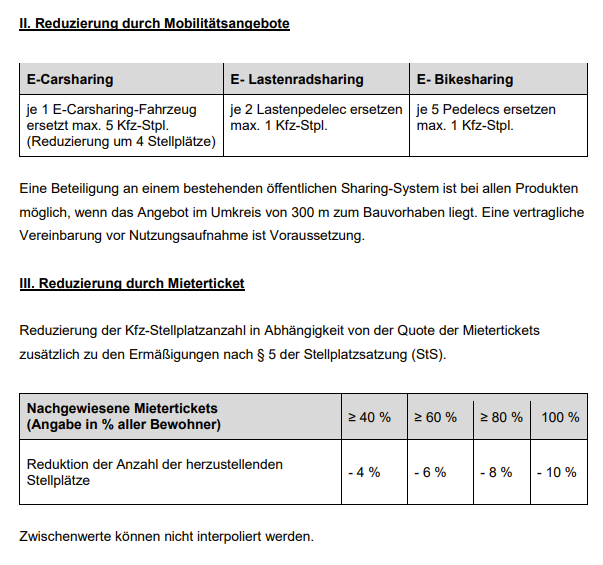 II. Reduzierung durch Mobilitätsangebote
E-Carsharing
E- Lastenradsharing
E- Bikesharing
je 1 E-Carsharing-Fahrzeug
ersetzt max. 5 Kfz-Stpl.
(Reduzierung um 4 Stellplätze)
je 2 Lastenpedelec ersetzen
max. 1 Kfz-Stpl.
je 5 Pedelecs ersetzen
max. 1 Kfz-Stpl.
Eine Beteiligung an einem bestehenden öffentlichen Sharing-System ist bei allen Produkten
möglich, wenn das Angebot im Umkreis von 300 m zum Bauvorhaben liegt. Eine vertragliche
Vereinbarung vor Nutzungsaufnahme ist Voraussetzung.
III. Reduzierung durch Mieterticket
Reduzierung der Kfz-Stellplatzanzahl in Abhängigkeit von der Quote der Mietertickets
zusätzlich zu den Ermäßigungen nach § 5 der Stellplatzsatzung (StS).
Nachgewiesene Mietertickets
(Angabe in % aller Bewohner)
≥ 40 %
≥ 60 %
≥ 80 %
100 %
Reduktion der Anzahl der herzustellenden
Stellplätze
- 4 %
- 6 %
- 8 %
- 10 %
Zwischenwerte können nicht interpoliert werden.